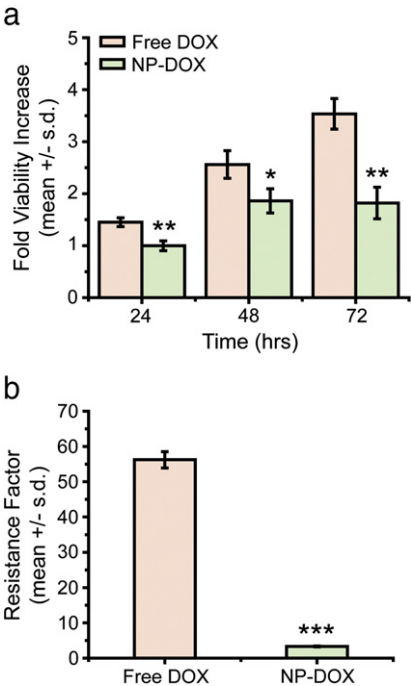 a
Free DOX
NP-DOX
Fold Viability Increase
(mean +/- s.d.)
5
4
3
2
1
0
**
*
**
24 48 72
Time (hrs)
b
Resistance Factor
(mean +/- s.d.)
70
60
50
40
30
20
10
0
***
Free DOX NP-DOX